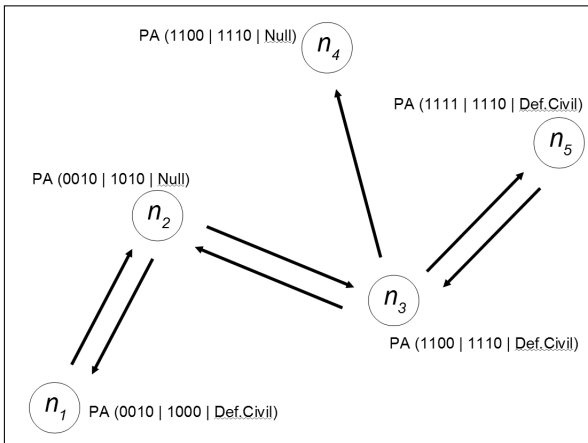 PA (1100 | 1110 | Null)
n4
PA (1111 | 1110 | Def.Civil)
n5
PA (0010 | 1010 | Null)
n2
n3
PA (1100 | 1110 | Def.Civil)
n1
PA (0010 | 1000 | Def.Civil)